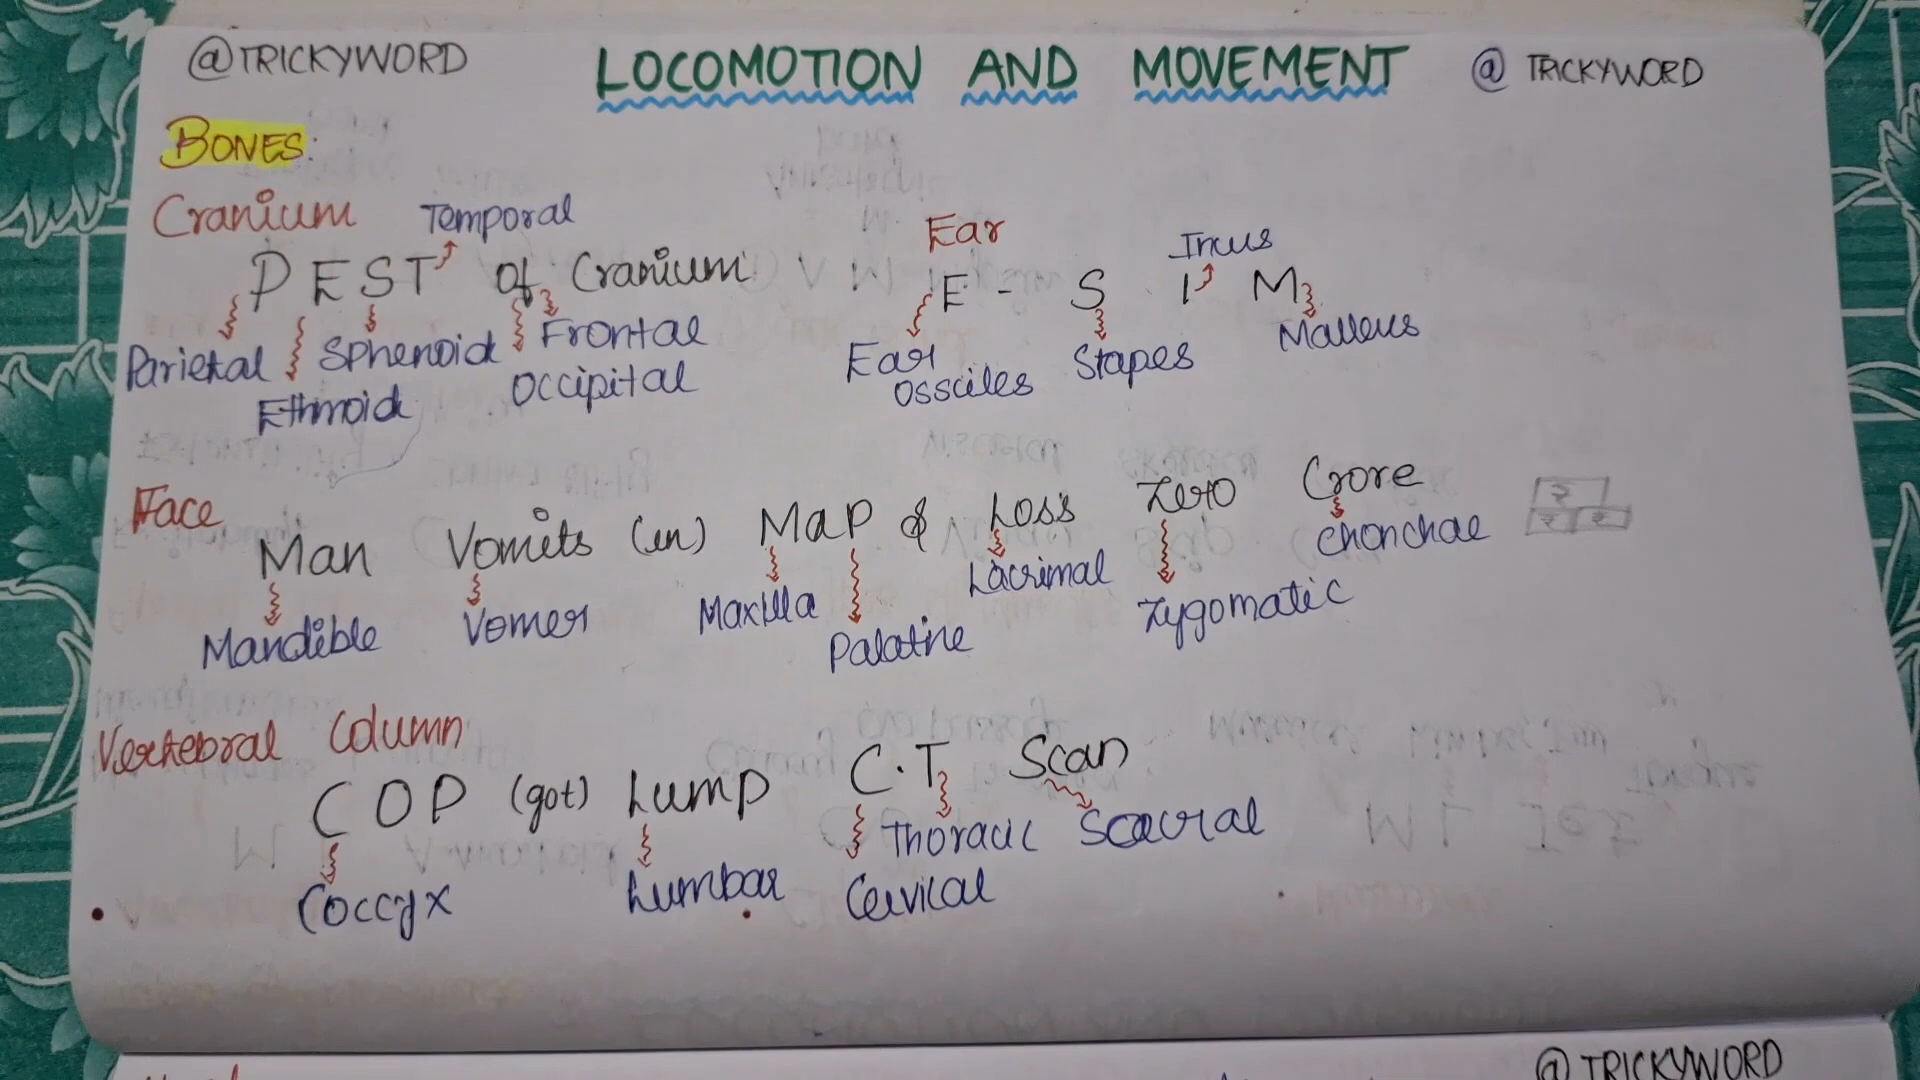 @TRICKYWORD LOCOMOTION AND MOVEMENT @ TRICKYWORD
BONES:
Cranium Temporal
PEST of Cranium
Parietal Sphenoid Frontal
Ethmoid Occipital
Ear Incus
E - S I M
Ear Stapes Malleus
Ossciles
Face
Man Vomits (in) Map & Loss Zero Crore
Mandible Vomer Maxilla Palatine Lacrimal Zygomatic Chonchae
Vertebral Column
COP (got) Lump C.T Scan
Coccyx Lumbar Cervical Thoracic Scacral
@ TRICKYWORD